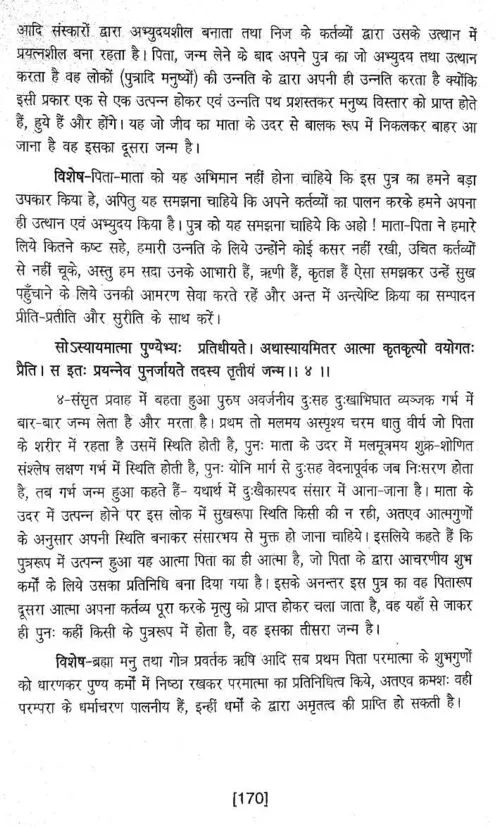 आदि संस्कारों द्वारा अभ्युदयशील बनाता तथा निज के कर्तव्यों द्वारा उसके उत्थान में
प्रयत्नशील बना रहता है। पिता, जन्म लेने के बाद अपने पुत्र का जो अभ्युदय तथा उत्थान
करता है वह लोकों (पुत्रादि मनुष्यों) की उन्नति के द्वारा अपनी ही उन्नति करता है क्योंकि
इसी प्रकार एक से एक उत्पन्न होकर एवं उन्नति पथ प्रशस्तकर मनुष्य विस्तार को प्राप्त होते
हैं, हुये हैं और होंगे। यह जो जीव का माता के उदर से बालक रूप में निकलकर बाहर आ
जाना है वह इसका दूसरा जन्म है।
विशेष-पिता-माता को यह अभिमान नहीं होना चाहिये कि इस पुत्र का हमने बड़ा
उपकार किया हे, अपितु यह समझना चाहिये कि अपने कर्तव्यों का पालन करके हमने अपना
ही उत्थान एवं अभ्युदय किया है। पुत्र को यह समझना चाहिये कि अहो ! माता-पिता ने हमारे
लिये कितने कष्ट सहे, हमारी उन्नति के लिये उन्होंने कोई कसर नहीं रखी, उचित कर्तव्यों
से नहीं चूके, अस्तु हम सदा उनके आभारी हैं, ऋणी हैं, कृतज्ञ हैं ऐसा समझकर उन्हें सुख
पहुँचाने के लिये उनकी आमरण सेवा करते रहें और अन्त में अन्त्येष्टि क्रिया का सम्पादन
प्रीति-प्रतीति और सुरीति के साथ करें।
सोऽस्यायमात्मा पुण्येभ्यः प्रतिधीयते। अथास्यायमितर आत्मा कृतकृत्यो वयोगतः
प्रैति। स इतः प्रयन्नेव पुनर्जायते तदस्य तृतीयं जन्म।। ४ ।।
४-संसृत प्रवाह में बहता हुआ पुरुष अवर्जनीय दुःसह दुःखाभिघात व्यञ्जक गर्भ में
बार-बार जन्म लेता है और मरता है। प्रथम तो मलमय अस्पृश्य चरम धातु वीर्य जो पिता
के शरीर में रहता है उसमें स्थिति होती है, पुनः माता के उदर में मलमूत्रमय शुक्र-शोणित
संश्लेष लक्षण गर्भ में स्थिति होती है, पुनः योनि मार्ग से दुःसह वेदनापूर्वक जब निःसरण होता
है, तब गर्भ जन्म हुआ कहते हैं- यथार्थ में दुःखैकास्पद संसार में आना-जाना है। माता के
उदर में उत्पन्न होने पर इस लोक में सुखरूपा स्थिति किसी की न रही, अतएव आत्मगुणों
के अनुसार अपनी स्थिति बनाकर संसारभय से मुक्त हो जाना चाहिये। इसलिये कहते हैं कि
पुत्ररूप में उत्पन्न हुआ यह आत्मा पिता का ही आत्मा है, जो पिता के द्वारा आचरणीय शुभ
कर्मों के लिये उसका प्रतिनिधि बना दिया गया है। इसके अनन्तर इस पुत्र का वह पितारूप
दूसरा आत्मा अपना कर्तव्य पूरा करके मृत्यु को प्राप्त होकर चला जाता है, वह यहाँ से जाकर
ही पुनः कहीं किसी के पुत्ररूप में होता है, वह इसका तीसरा जन्म है।
विशेष-ब्रह्मा मनु तथा गोत्र प्रवर्तक ऋषि आदि सब प्रथम पिता परमात्मा के शुभगुणों
को धारणकर पुण्य कर्मों में निष्ठा रखकर परमात्मा का प्रतिनिधित्व किये, अतएव क्रमशः वही
परम्परा के धर्माचरण पालनीय हैं, इन्हीं धर्मों के द्वारा अमृतत्व की प्राप्ति हो सकती है।
[170]